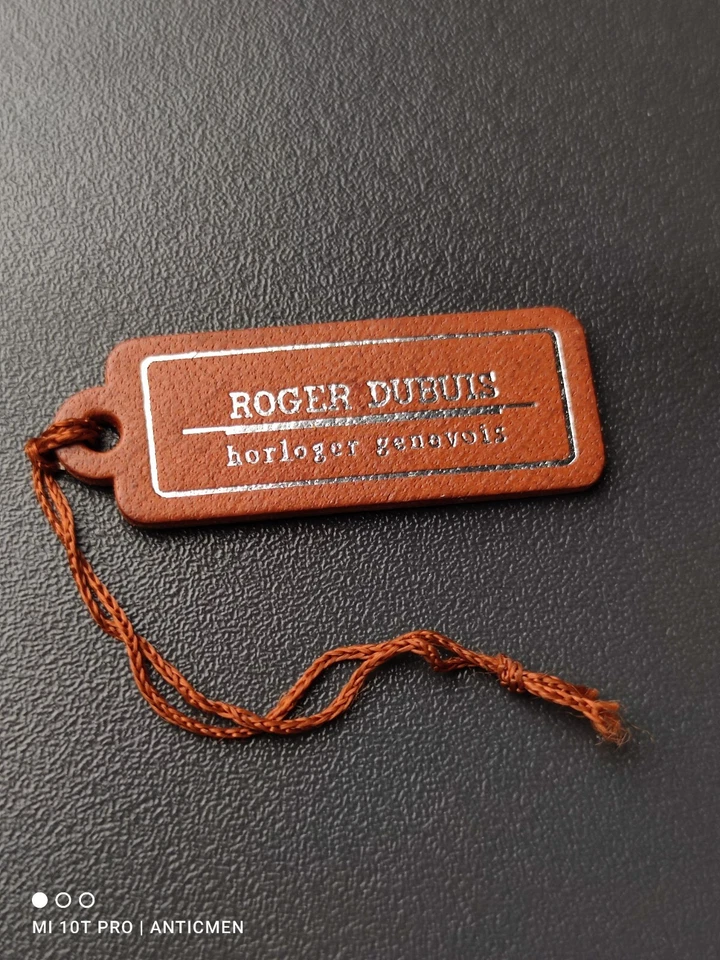 ROGER DUBUIS
horloger genevois
MI 10T PRO | ANTICMEN